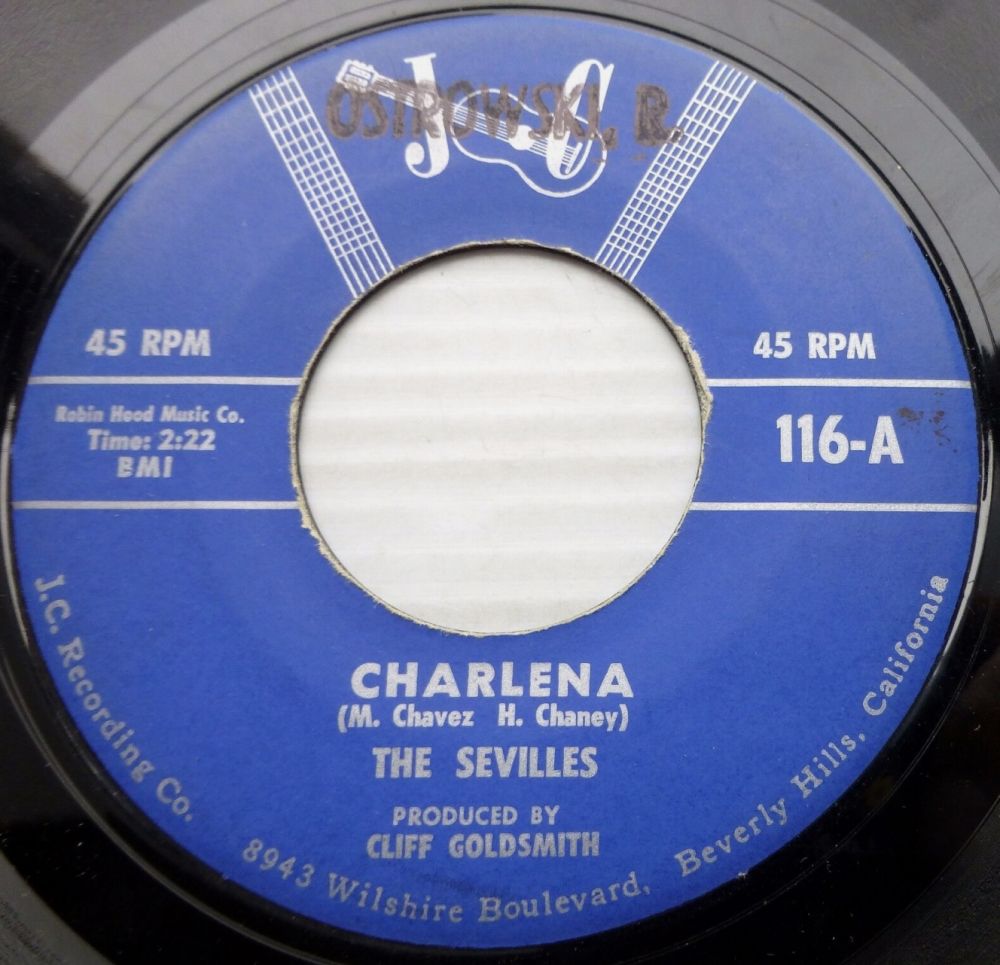 J C
OSTROWSKI, R.
45 RPM
45 RPM
Robin Hood Music Co.
Time: 2:22
BMI
116-A
CHARLENA
(M. Chavez H. Chaney)
THE SEVILLES
PRODUCED BY
CLIFF GOLDSMITH
J.C. Recording Co. 8943 Wilshire Boulevard, Beverly Hills, California